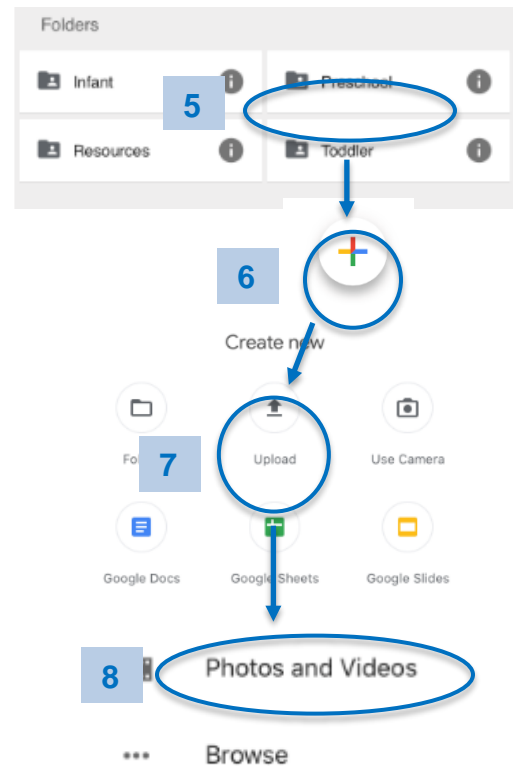 Folders
Infant
Preschool
5
Resources
Toddler
6
Create new
Fol
Upload
Use Camera
7
Google Docs
Google Sheets
Google Slides
8
Photos and Videos
Browse